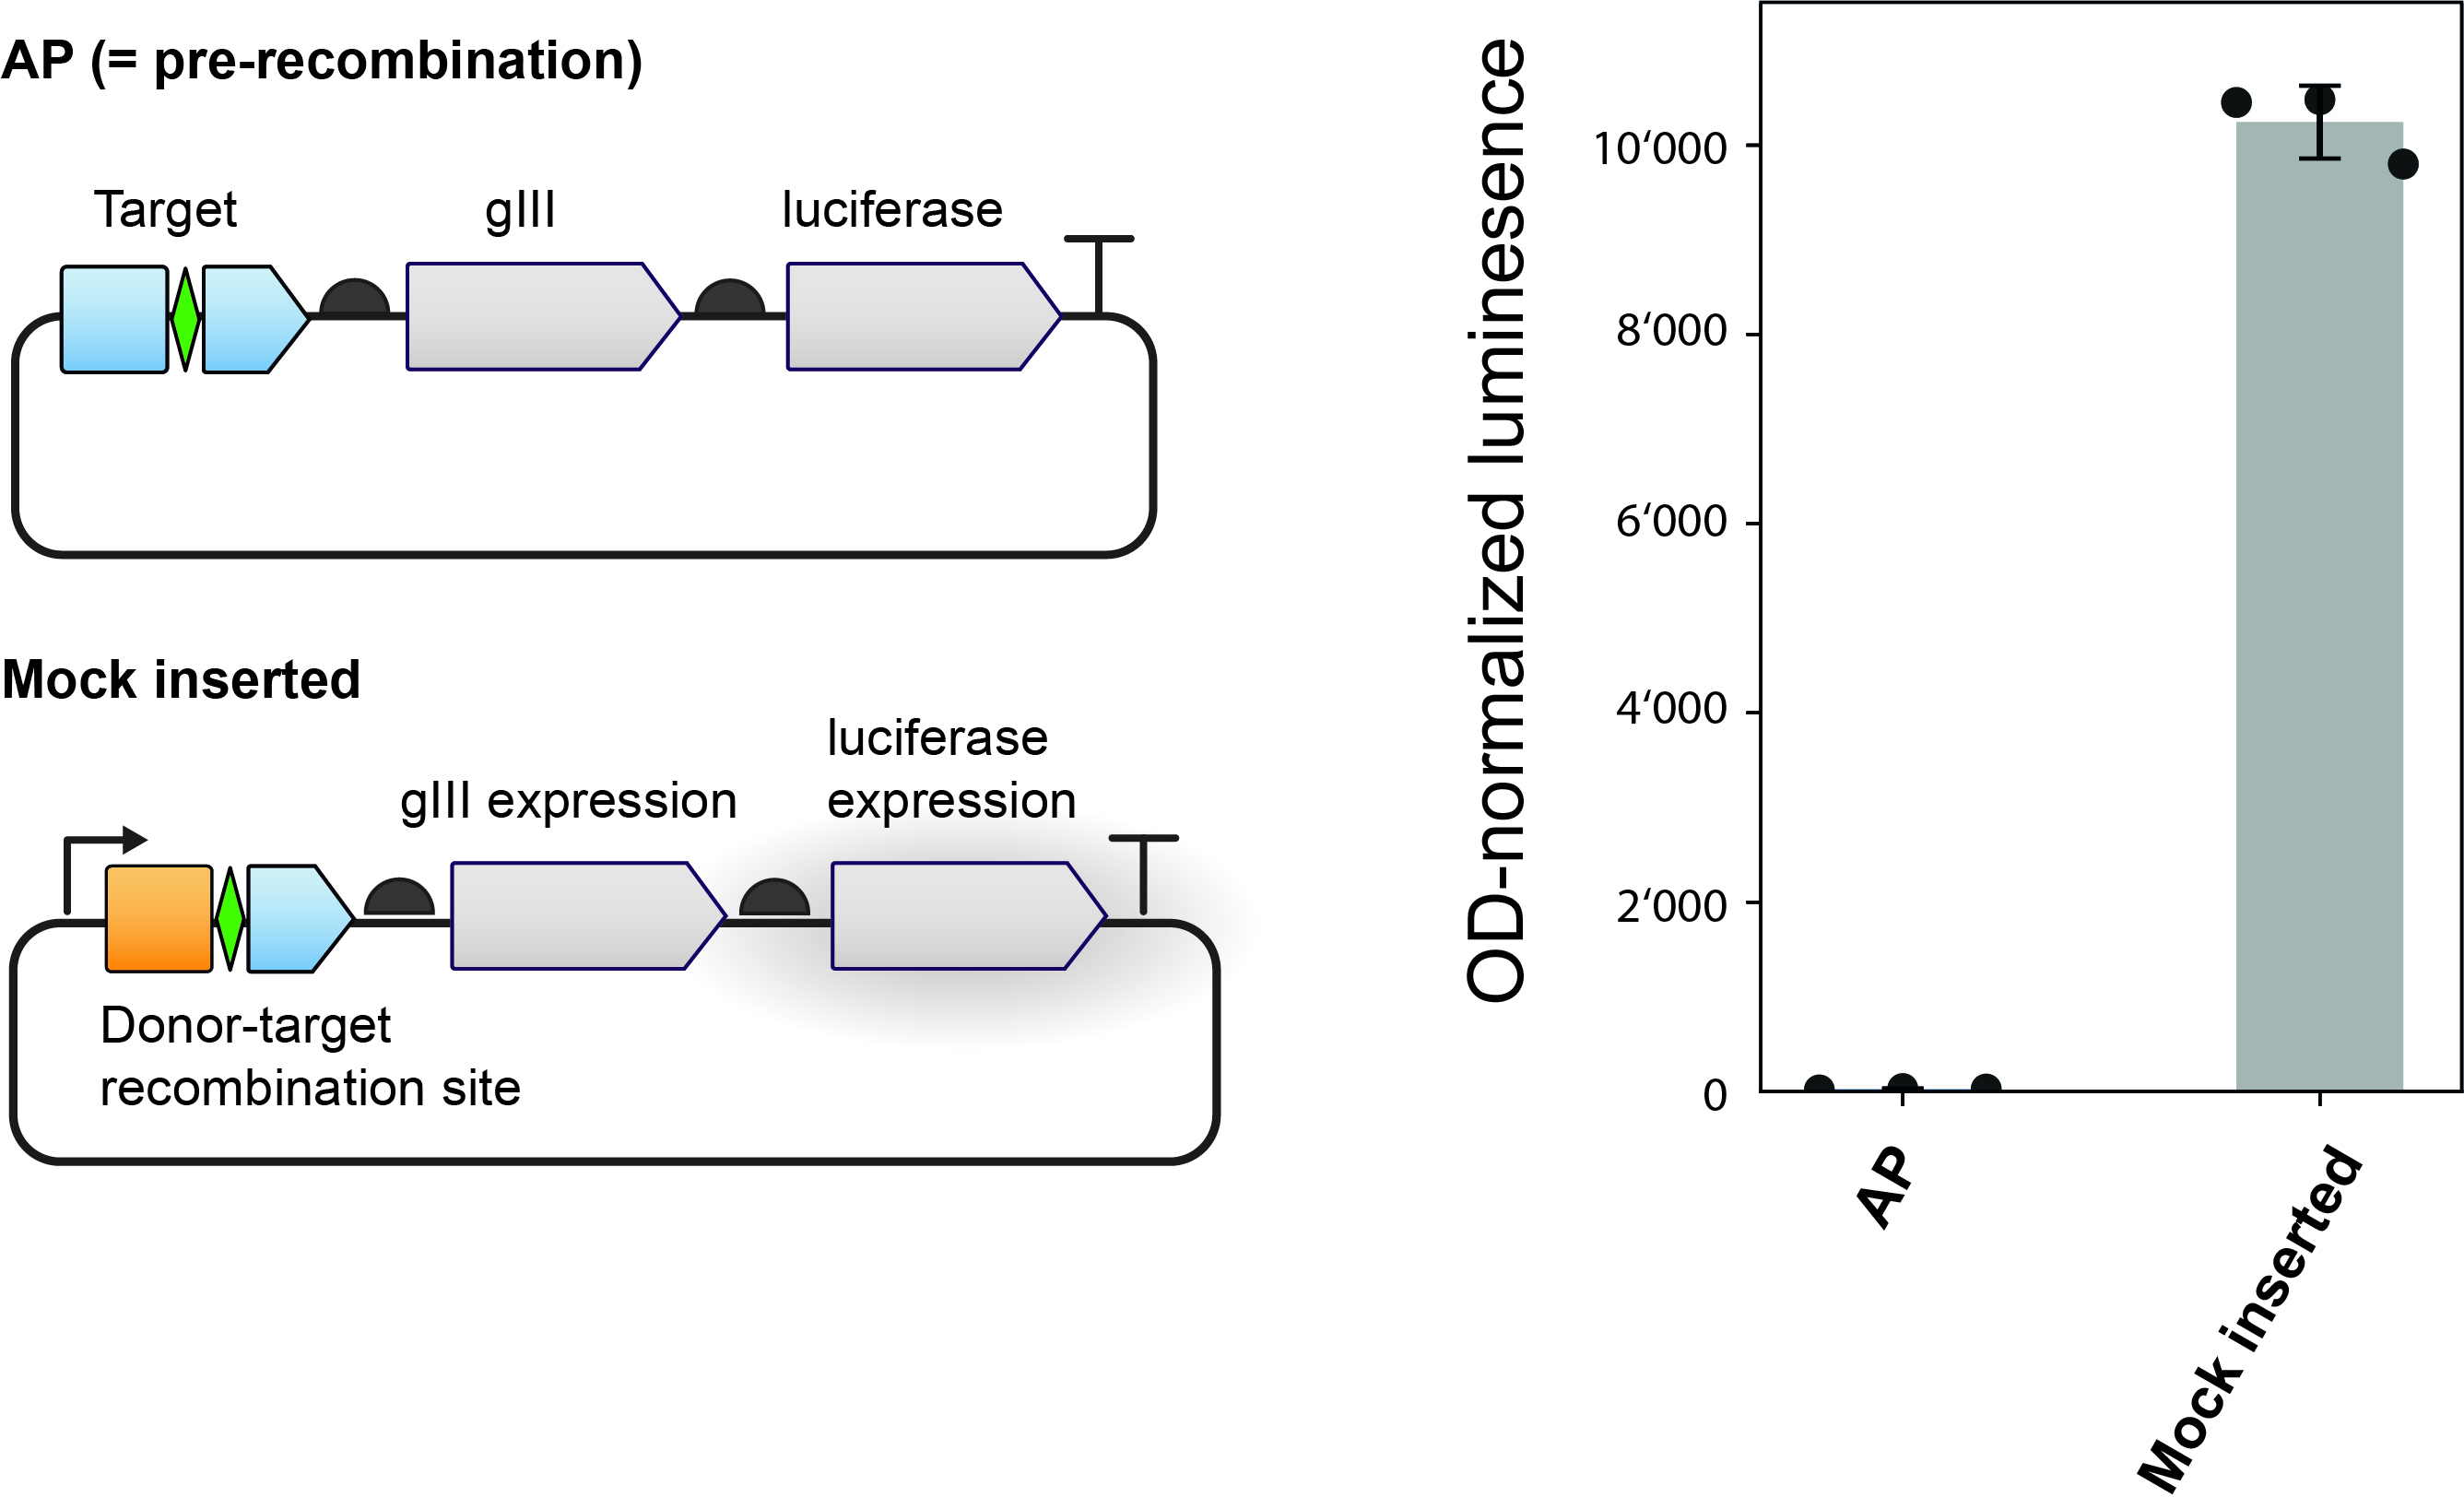 AP (= pre-recombination)
Target
gIII
luciferase
Mock inserted
luciferase
gIII expression
expression
Donor-target
recombination site
OD-normalized luminesence
10‘000
8‘000
6‘000
4‘000
2‘000
0
AP
Mock inserted